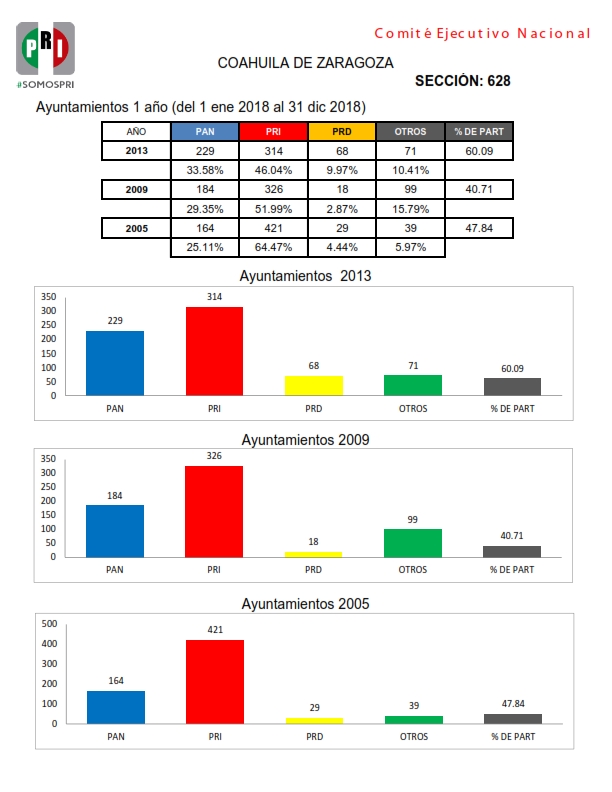 Comité Ejecutivo Nacional
PRI
#SOMOSPRI
COAHUILA DE ZARAGOZA
SECCIÓN: 628
Ayuntamientos 1 año (del 1 ene 2018 al 31 dic 2018)
AÑO PAN PRI PRD OTROS % DE PART
2013 229 314 68 71 60.09
33.58% 46.04% 9.97% 10.41%
2009 184 326 18 99 40.71
29.35% 51.99% 2.87% 15.79%
2005 164 421 29 39 47.84
25.11% 64.47% 4.44% 5.97%
Ayuntamientos 2013
350
300
250
200
150
100
50
0
229 314 68 71 60.09
PAN PRI PRD OTROS % DE PART
Ayuntamientos 2009
350
300
250
200
150
100
50
0
184 326 18 99 40.71
PAN PRI PRD OTROS % DE PART
Ayuntamientos 2005
500
400
300
200
100
0
164 421 29 39 47.84
PAN PRI PRD OTROS % DE PART